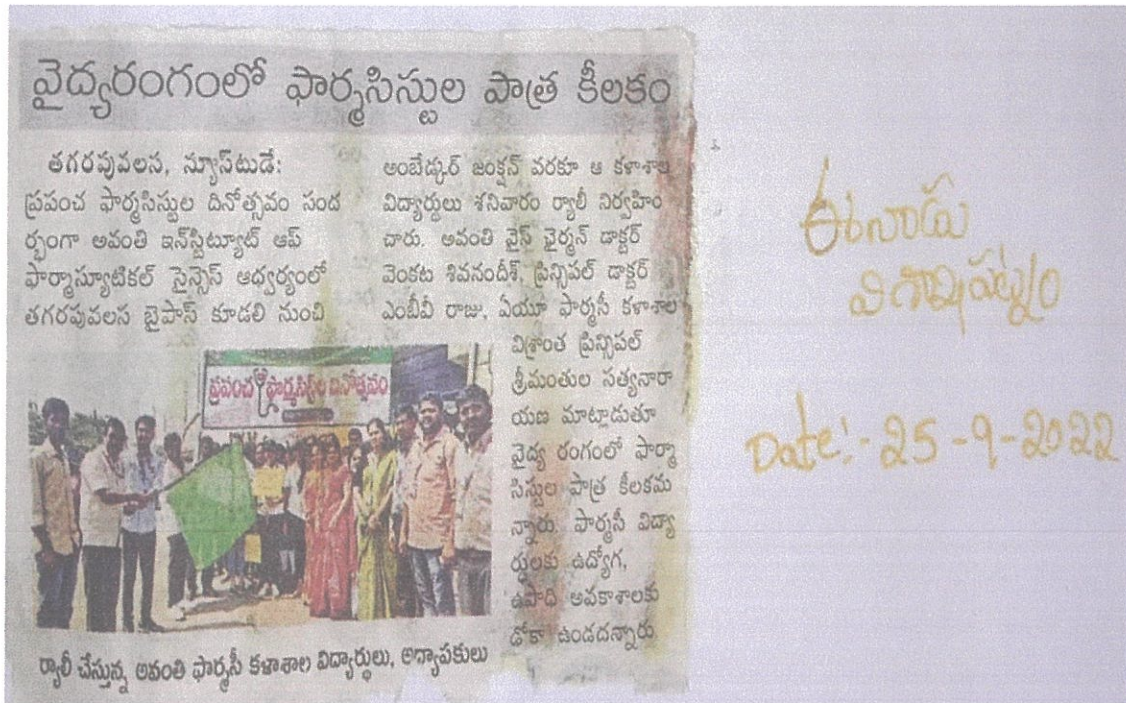 వైద్యరంగంలో ఫార్మసిస్టుల పాత్ర కీలకం
తగరపువలస, న్యూస్‌టుడే:
ప్రపంచ ఫార్మసిస్టుల దినోత్సవం సంద
ర్భంగా అవంతి ఇన్‌స్టిట్యూట్ ఆఫ్
ఫార్మాస్యూటికల్ సైన్సెస్ ఆధ్వర్యంలో
తగరపువలస బైపాస్ కూడలి నుంచి
అంబేడ్కర్ జంక్షన్ వరకూ ఆ కళాశాల
విద్యార్థులు శనివారం ర్యాలీ నిర్వహిం
చారు. అవంతి వైస్ ఛైర్మన్ డాక్టర్
వెంకట శివనందీశ్, ప్రిన్సిపల్ డాక్టర్
ఎంబీవీ రాజు, ఏయూ ఫార్మసీ కళాశాల
విశ్రాంత ప్రిన్సిపల్
శ్రీమంతుల సత్యనారా
యణ మాట్లాడుతూ
వైద్య రంగంలో ఫార్మా
సిస్టుల పాత్ర కీలకమ
న్నారు. ఫార్మసీ విద్యా
ర్థులకు ఉద్యోగ,
ఉపాధి అవకాశాలకు
ఢోకా ఉండదన్నారు.
ప్రపంచ ఫార్మసిస్టుల దినోత్సవం
ర్యాలీ చేస్తున్న అవంతి ఫార్మసీ కళాశాల విద్యార్థులు, అధ్యాపకులు
ఈనాడు
విశాఖపట్నం
Date:- 25-9-2022